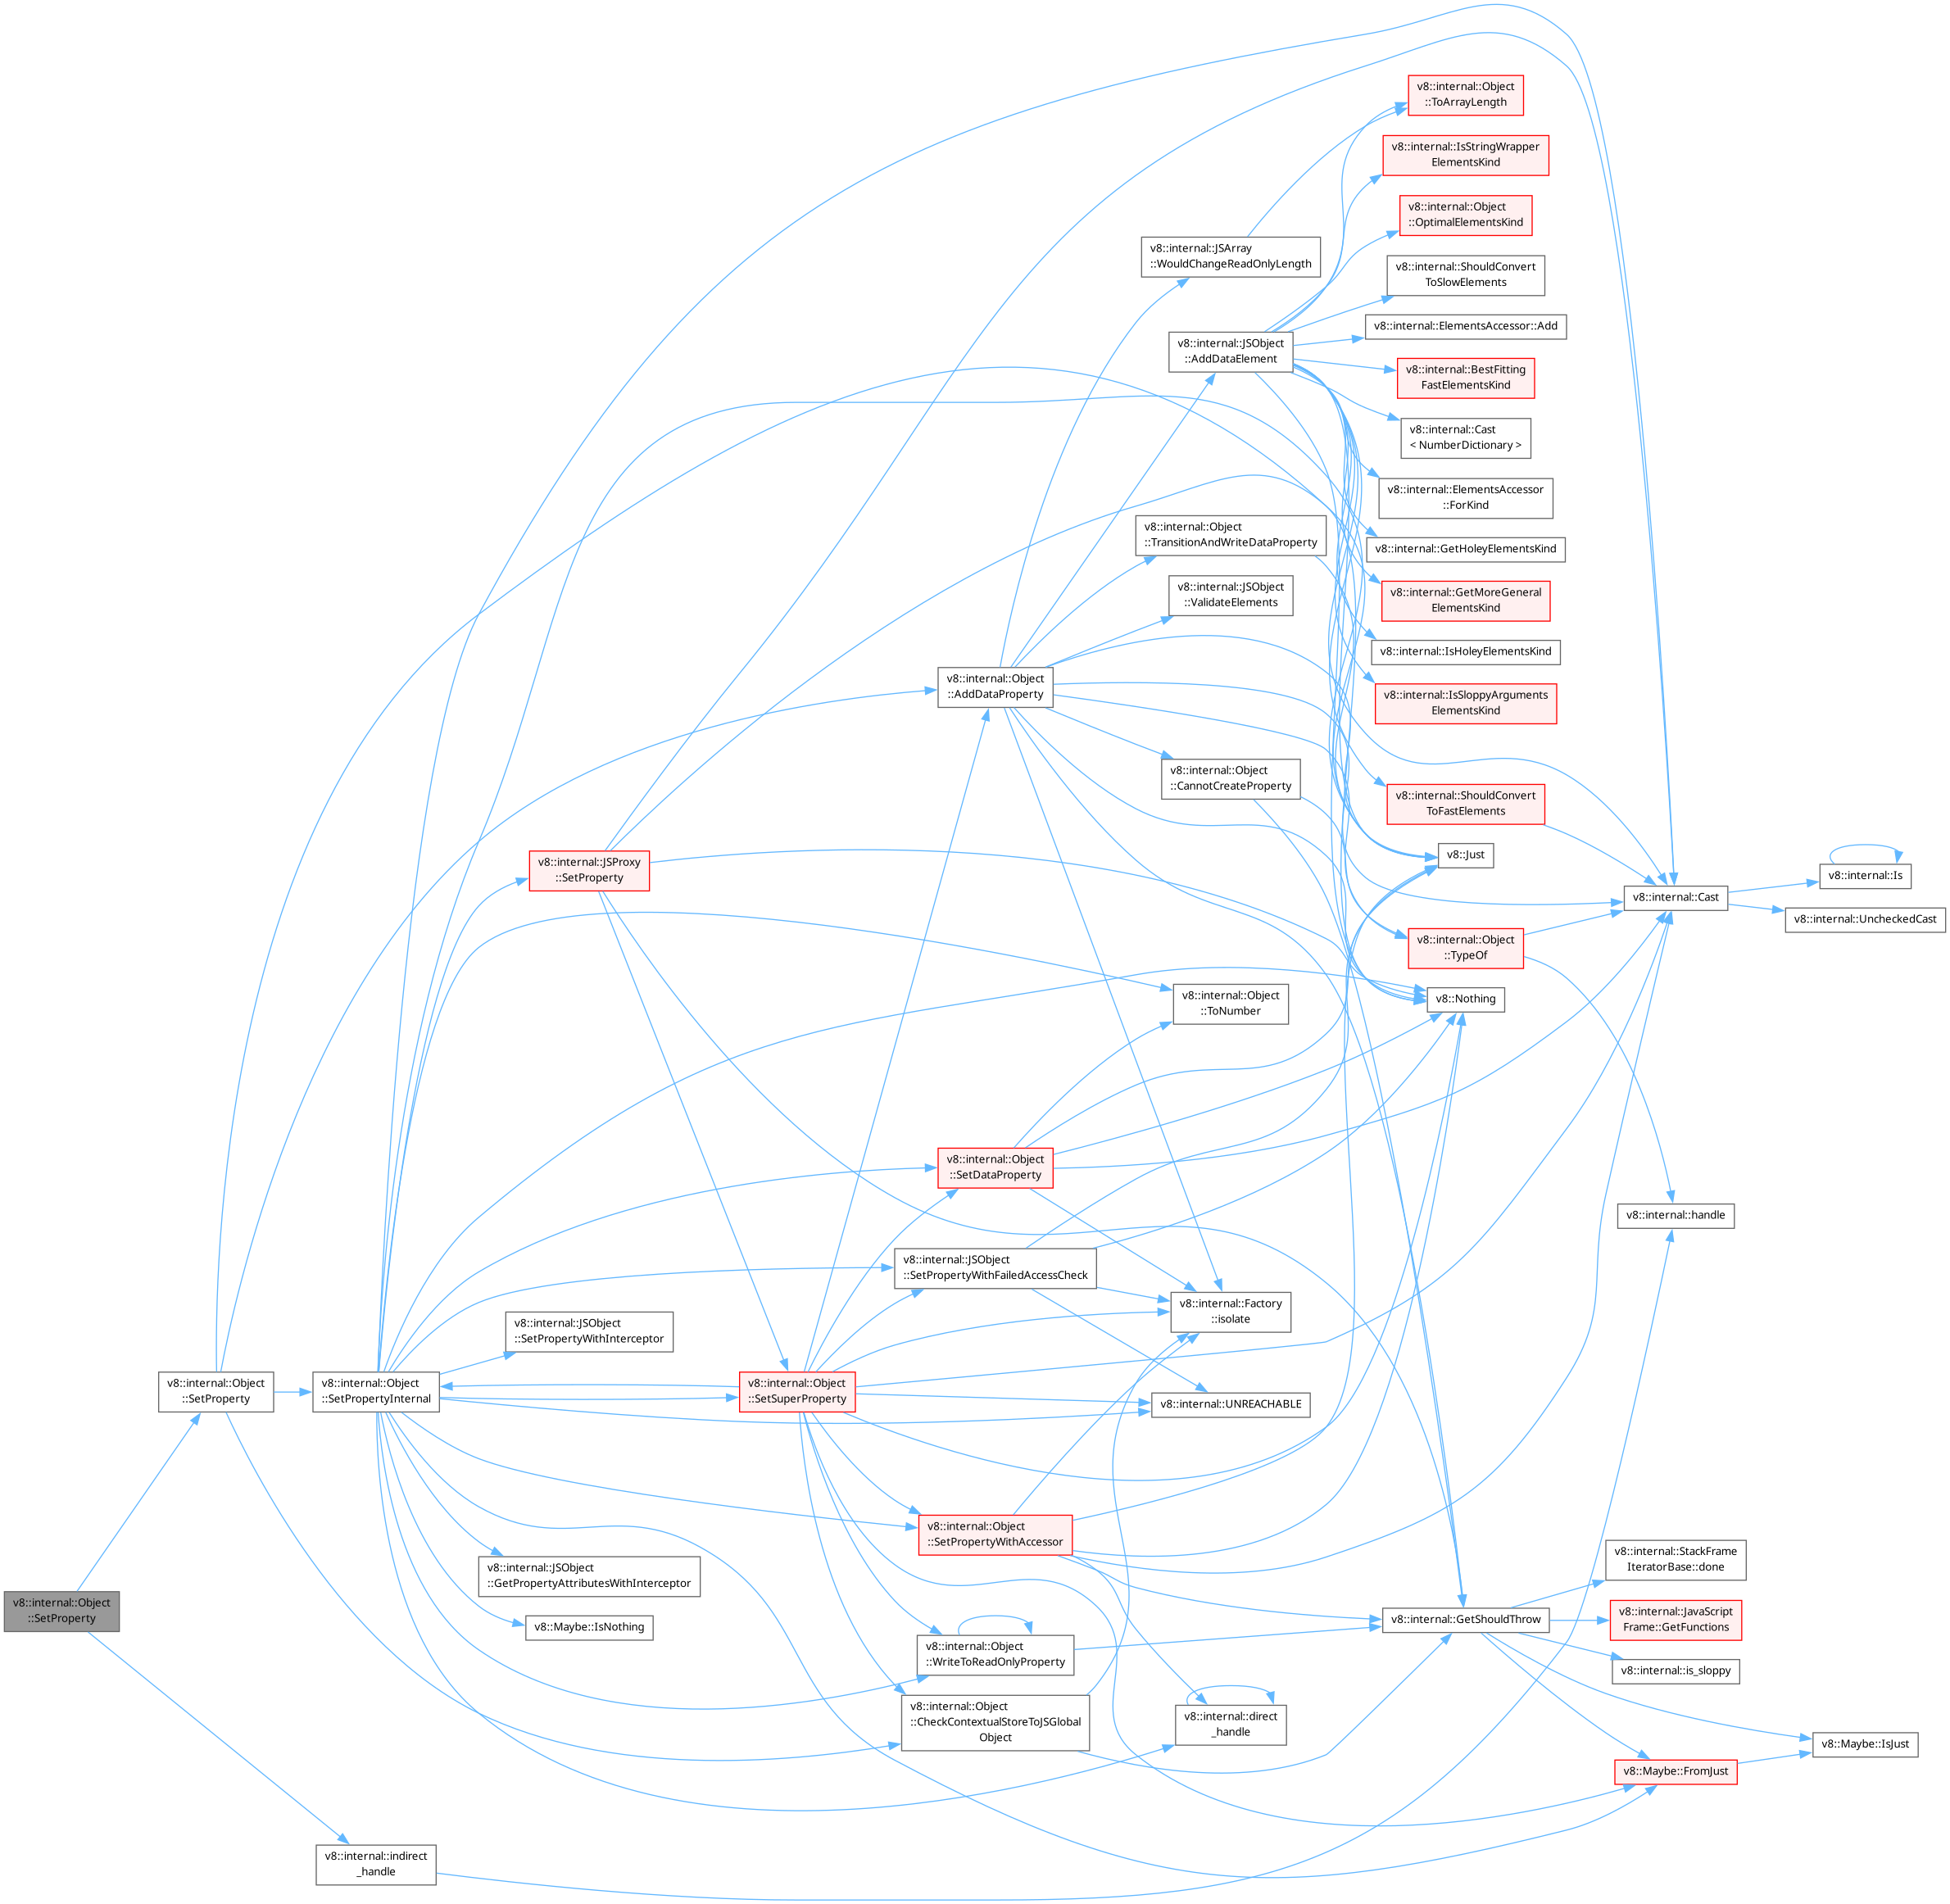 v8::internal::Object
::ToArrayLength
v8::internal::IsStringWrapper
ElementsKind
v8::internal::Object
::OptimalElementsKind
v8::internal::JSArray
::WouldChangeReadOnlyLength
v8::internal::ShouldConvert
ToSlowElements
v8::internal::ElementsAccessor::Add
v8::internal::JSObject
::AddDataElement
v8::internal::BestFitting
FastElementsKind
v8::internal::Cast
< NumberDictionary >
v8::internal::ElementsAccessor
::ForKind
v8::internal::Object
::TransitionAndWriteDataProperty
v8::internal::GetHoleyElementsKind
v8::internal::JSObject
::ValidateElements
v8::internal::GetMoreGeneral
ElementsKind
v8::internal::IsHoleyElementsKind
v8::internal::Object
::AddDataProperty
v8::internal::IsSloppyArguments
ElementsKind
v8::internal::Object
::CannotCreateProperty
v8::internal::ShouldConvert
ToFastElements
v8::internal::JSProxy
::SetProperty
v8::Just
v8::internal::Is
v8::internal::Cast
v8::internal::UncheckedCast
v8::internal::Object
::TypeOf
v8::internal::Object
::ToNumber
v8::Nothing
v8::internal::Object
::SetDataProperty
v8::internal::handle
v8::internal::JSObject
::SetPropertyWithFailedAccessCheck
v8::internal::Factory
::isolate
v8::internal::JSObject
::SetPropertyWithInterceptor
v8::internal::Object
::SetProperty
v8::internal::Object
::SetPropertyInternal
v8::internal::Object
::SetSuperProperty
v8::internal::UNREACHABLE
v8::internal::Object
::SetPropertyWithAccessor
v8::internal::StackFrame
IteratorBase::done
v8::internal::JSObject
::GetPropertyAttributesWithInterceptor
v8::internal::Object
::SetProperty
v8::Maybe::IsNothing
v8::internal::GetShouldThrow
v8::internal::JavaScript
Frame::GetFunctions
v8::internal::Object
::WriteToReadOnlyProperty
v8::internal::is_sloppy
v8::internal::Object
::CheckContextualStoreToJSGlobal
Object
v8::internal::direct
_handle
v8::Maybe::IsJust
v8::Maybe::FromJust
v8::internal::indirect
_handle